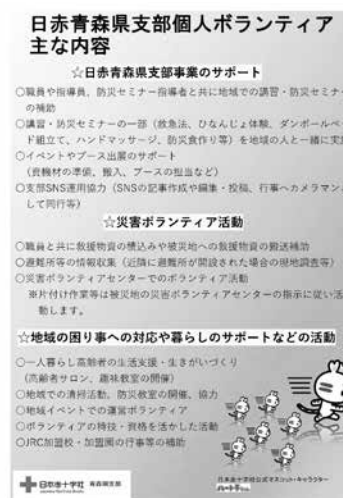 日赤青森県支部個人ボランティア
主な内容
☆日赤青森県支部事業のサポート
○職員や指導員、防災セミナー指導者と共に地域での講習・防災セミナー
の補助
○講習・防災セミナーの一部（救急法、ひなんじょ体験、ダンボールベッ
ド組立て、ハンドマッサージ、防災食作り等）を地域の人と一緒に実施
○イベントやブース出展のサポート
（資機材の準備、搬入、ブースの担当など）
○支部SNS運用協力（SNSの記事作成や編集・投稿、行事へカメラマン
して同行等）
☆災害ボランティア活動
○職員と共に救援物資の積込みや被災地への救援物資の搬送補助
○避難所等の情報収集（近隣に避難所が開設された場合の現地調査等）
○災害ボランティアセンターでのボランティア活動
※片付け作業等は被災地の災害ボランティアセンターの指示に従い活
動します。
☆地域の困り事への対応や暮らしのサポートなどの活動
○一人暮らし高齢者の生活支援・生きがいづくり
（高齢者サロン、趣味教室の開催）
○地域での清掃活動、防災教室の開催、協力
○地域イベントでの運営ボランティア
○ボランティアの特技・資格を活かした活動
○JRC加盟校・加盟園の行事等の補助
日本赤十字社 青森県支部
日本赤十字社公式マスコット・キャラクター
ハートラちゃん